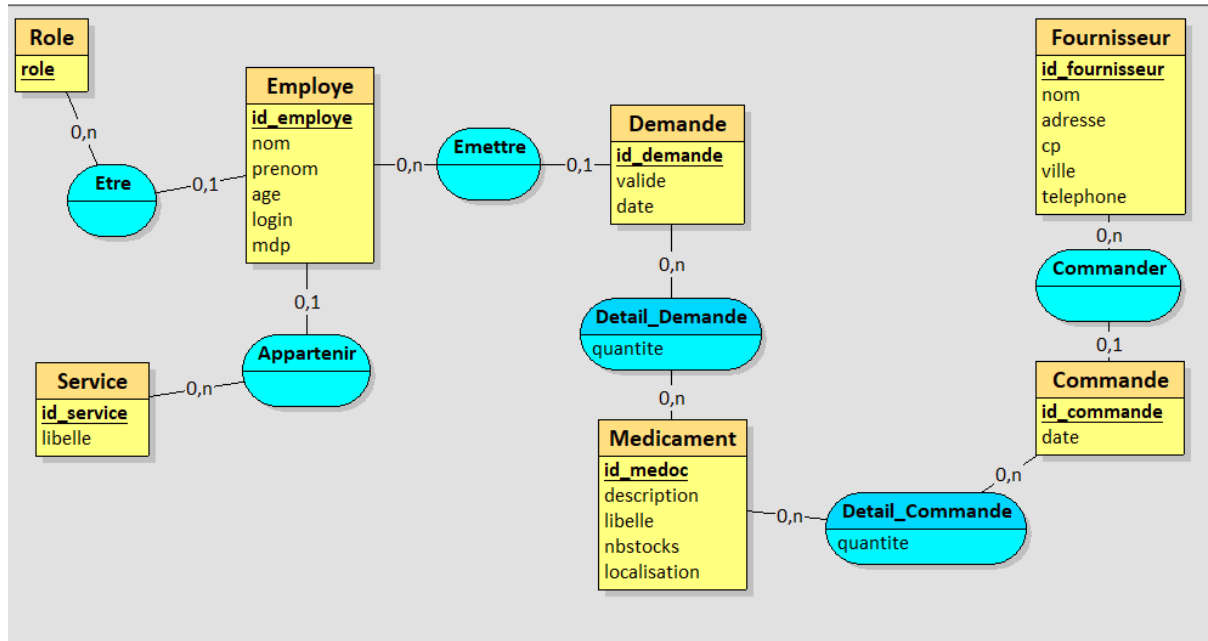 Role
role
0,n
Etre
0,1
Employe
id_employe
nom
prenom
age
login
mdp
0,n
Emettre
0,1
Demande
id_demande
valide
date
0,1
Appartenir
0,n
Service
id_service
libelle
0,n
Detail_Demande
quantite
0,n
Medicament
id_medoc
description
libelle
nbstocks
localisation
0,n
Detail_Commande
quantite
0,n
Fournisseur
id_fournisseur
nom
adresse
cp
ville
telephone
0,n
Commander
0,1
Commande
id_commande
date